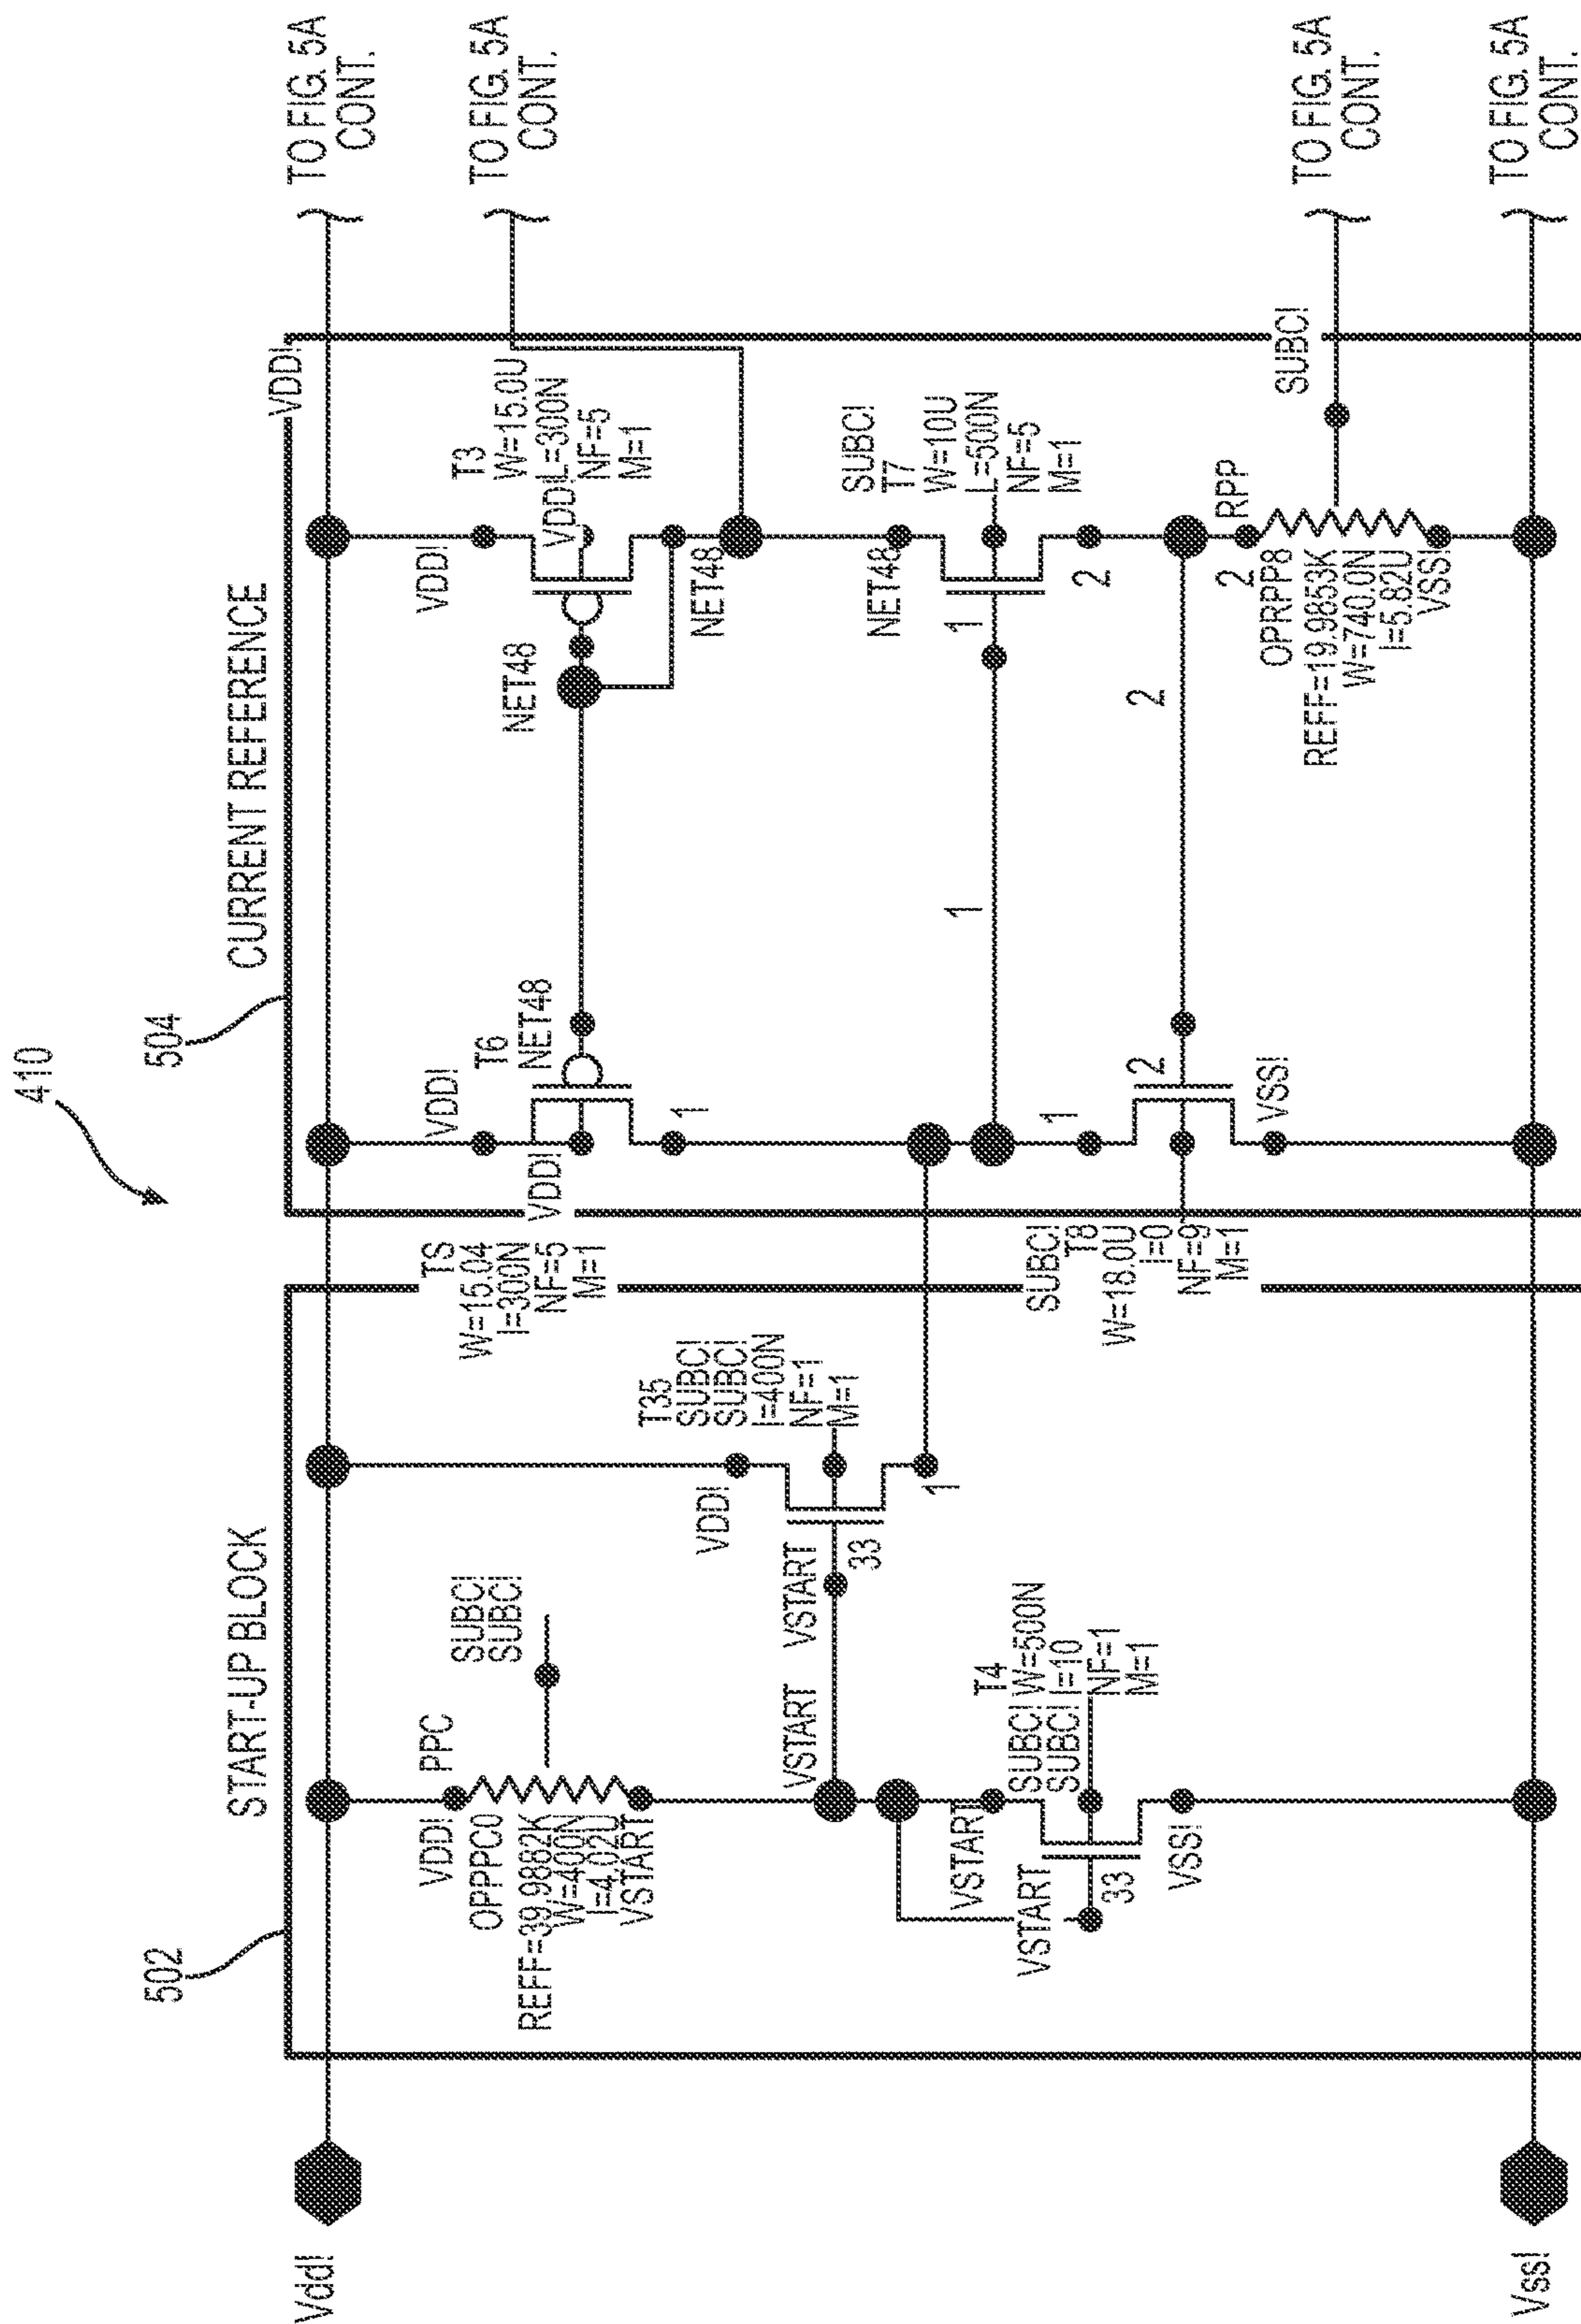 410
502
START-UP BLOCK
504
CURRENT REFERENCE
VDD!
Vdd!
TO FIG. 5A
CONT.
TO FIG. 5A
CONT.
VDD!
PPC
OPPPC0
REFF=39.9882K
W=400N
l=4.02U
VSTART
SUBC!
SUBC!
VSTART
VSTART
VDD!
33
1
T35
SUBC!
SUBC!
l=400N
NF=1
M=1
VSTART
VSTART
33
VSS!
T4
SUBC! W=500N
SUBC! l=10
NF=1
M=1
TS
W=15.04
l=300N
NF=5
M=1
VDD!
VDD!
T6
NET48
1
NET48
VDD!
T3
W=15.0U
VDD!L=300N
NF=5
M=1
NET48
1
1
NET48
SUBC!
T7
W=10U
L=500N
NF=5
M=1
2
SUBC!
T8
W=18.0U
l=0
NF=9
M=1
1
2
VSS!
2
2
RPP
OPRPP8
REFF=19.9853K
W=740.0N
l=5.82U
VSS!
SUBC!
TO FIG. 5A
CONT.
TO FIG. 5A
CONT.
Vss!